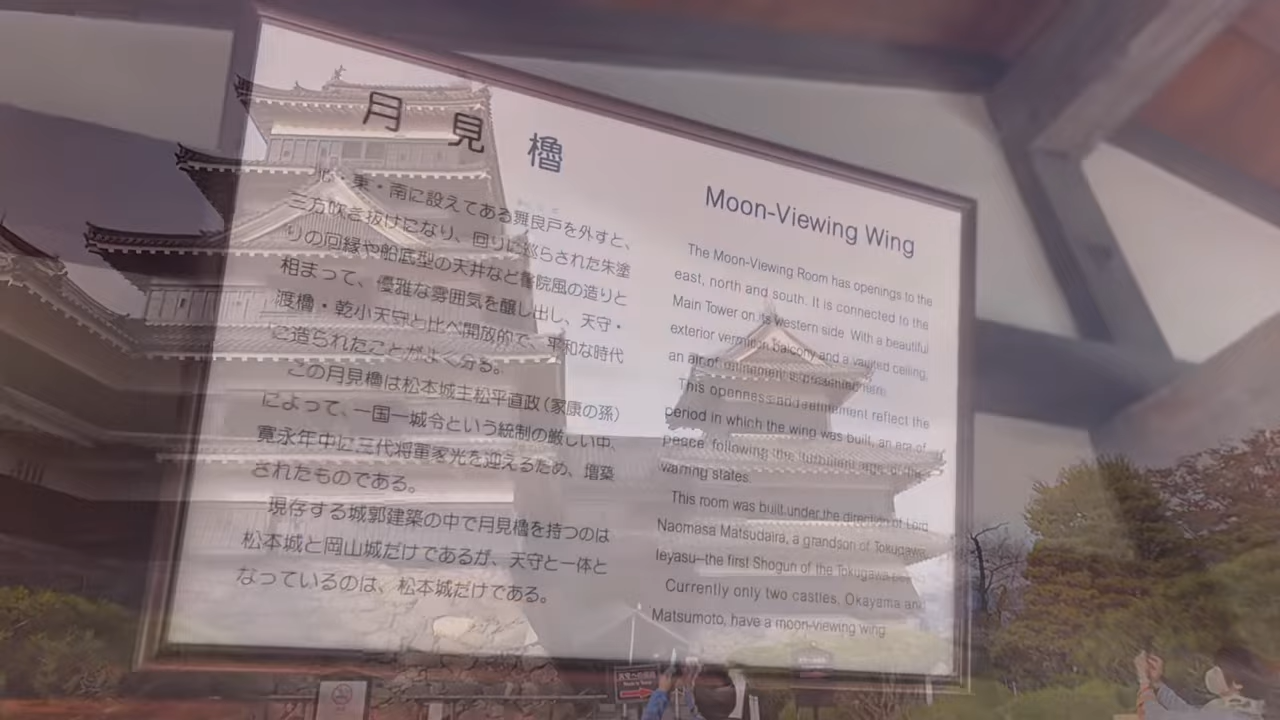 月見櫓
北・東・南に設えてある舞良戸を外すと、
三方吹き抜けになり、回りに巡らされた朱塗
りの回縁や船底型の天井など書院風の造りと
相まって、優雅な雰囲気を醸し出し、天守・
渡櫓・乾小天守と比べ開放的で、平和な時代
に造られたことがよく分る。
この月見櫓は松本城主松平直政（家康の孫）
によって、一国一城令という統制の厳しい中、
寛永年中に三代将軍家光を迎えるため、増築
されたものである。
現存する城郭建築の中で月見櫓を持つのは
松本城と岡山城だけであるが、天守と一体と
なっているのは、松本城だけである。
Moon-Viewing Wing
The Moon-Viewing Room has openings to the
east, north and south. It is connected to the
Main Tower on its western side. With a beautiful
exterior vermilion balcony and a vaulted ceiling,
an air of refinement is
This openness and refinement reflect the
period in which the wing was built, an era of
peace following the turbulent age of the
warring states.
This room was built under the direction of Lord
Naomasa Matsudaira, a grandson of Tokugawa
Ieyasu–the first Shogun of the Tokugawa
Currently only two castles, Okayama and
Matsumoto, have a moon-viewing wing